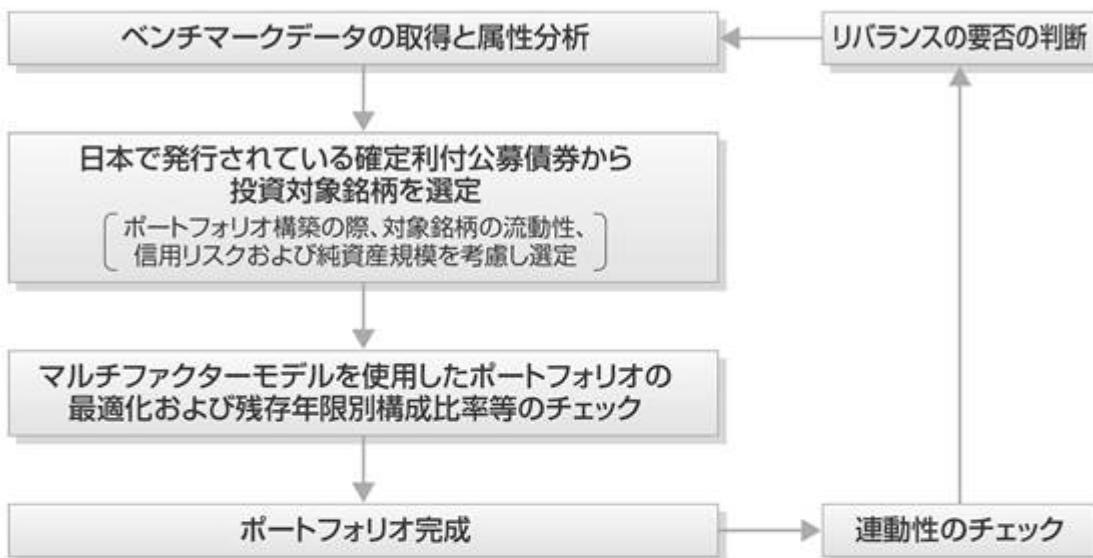 ベンチマークデータの取得と属性分析
リバランスの要否の判断
日本で発行されている確定利付公募債券から
投資対象銘柄を選定
ポートフォリオ構築の際、対象銘柄の流動性、
信用リスクおよび純資産規模を考慮し選定
マルチファクターモデルを使用したポートフォリオの
最適化および残存年限別構成比率等のチェック
ポートフォリオ完成
連動性のチェック